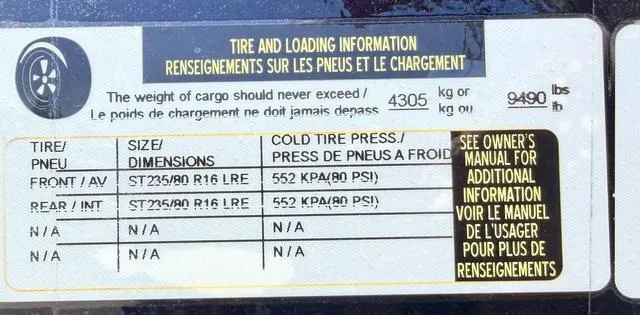 TIRE AND LOADING INFORMATION
RENSEIGNEMENTS SUR LES PNEUS ET LE CHARGEMENT
The weight of cargo should never exceed / 4305 kg or 9490 lbs
Le poids de chargement ne doit jamais depass kg ou lb
TIRE/ SIZE/ COLD TIRE PRESS./
PNEU DIMENSIONS PRESS DE PNEUS A FROID
FRONT / AV ST235/80 R16 LRE 552 KPA(80 PSI)
REAR / INT ST235/80 R16 LRE 552 KPA(80 PSI)
N / A N / A N / A
N / A N / A N / A
SEE OWNER'S
MANUAL FOR
ADDITIONAL
INFORMATION
VOIR LE MANUEL
DE L'USAGER
POUR PLUS DE
RENSEIGNEMENTS